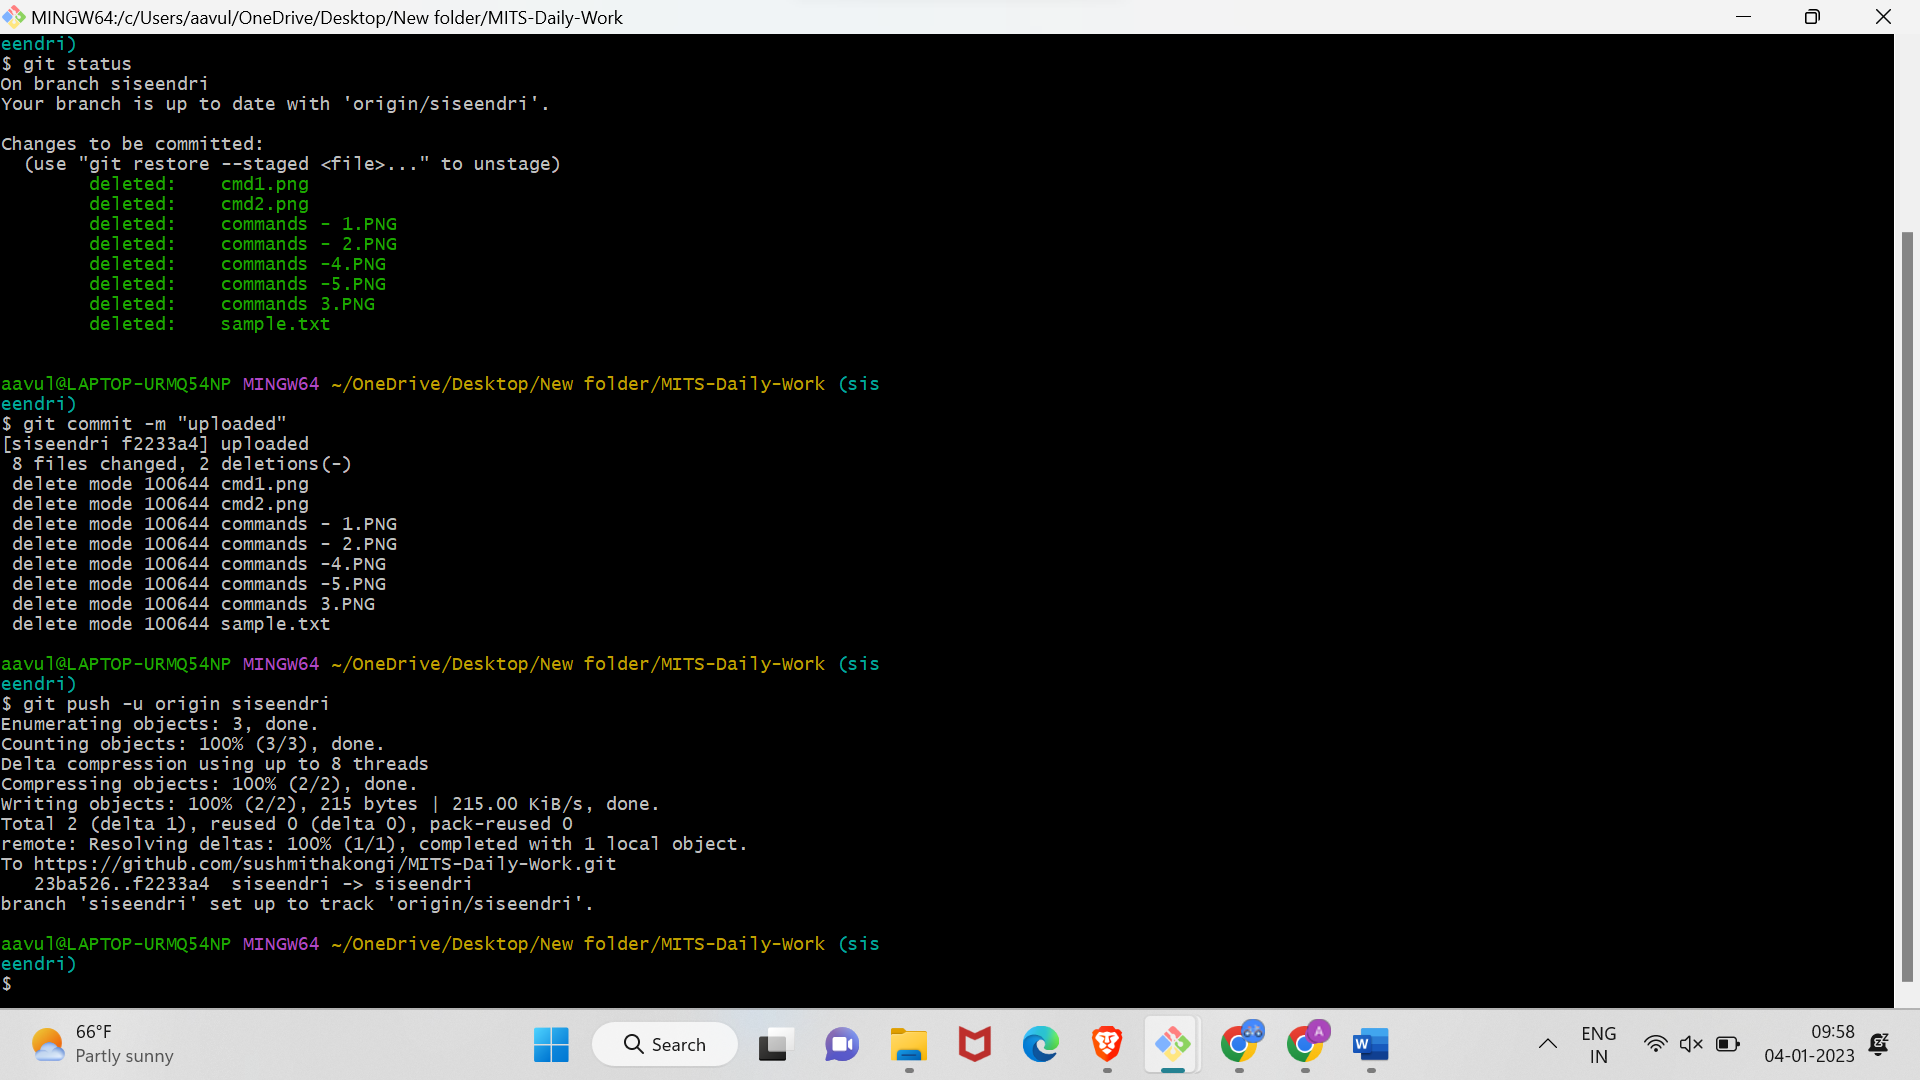 MINGW64:/c/Users/aavul/OneDrive/Desktop/New folder/MITS-Daily-Work
eendri)
$ git status
On branch siseendri
Your branch is up to date with 'origin/siseendri'.
Changes to be committed:
  (use "git restore --staged <file>..." to unstage)
        deleted:    cmd1.png
        deleted:    cmd2.png
        deleted:    commands - 1.PNG
        deleted:    commands - 2.PNG
        deleted:    commands -4.PNG
        deleted:    commands -5.PNG
        deleted:    commands 3.PNG
        deleted:    sample.txt
aavul@LAPTOP-URMQ54NP MINGW64 ~/OneDrive/Desktop/New folder/MITS-Daily-Work (sis
eendri)
$ git commit -m "uploaded"
[siseendri f2233a4] uploaded
 8 files changed, 2 deletions(-)
 delete mode 100644 cmd1.png
 delete mode 100644 cmd2.png
 delete mode 100644 commands - 1.PNG
 delete mode 100644 commands - 2.PNG
 delete mode 100644 commands -4.PNG
 delete mode 100644 commands -5.PNG
 delete mode 100644 commands 3.PNG
 delete mode 100644 sample.txt
aavul@LAPTOP-URMQ54NP MINGW64 ~/OneDrive/Desktop/New folder/MITS-Daily-Work (sis
eendri)
$ git push -u origin siseendri
Enumerating objects: 3, done.
Counting objects: 100% (3/3), done.
Delta compression using up to 8 threads
Compressing objects: 100% (2/2), done.
Writing objects: 100% (2/2), 215 bytes | 215.00 KiB/s, done.
Total 2 (delta 1), reused 0 (delta 0), pack-reused 0
remote: Resolving deltas: 100% (1/1), completed with 1 local object.
To https://github.com/sushmithakongi/MITS-Daily-Work.git
   23ba526..f2233a4  siseendri -> siseendri
branch 'siseendri' set up to track 'origin/siseendri'.
aavul@LAPTOP-URMQ54NP MINGW64 ~/OneDrive/Desktop/New folder/MITS-Daily-Work (sis
eendri)
$
66°F
Partly sunny
Search
A
W
ENG
IN
09:58
04-01-2023